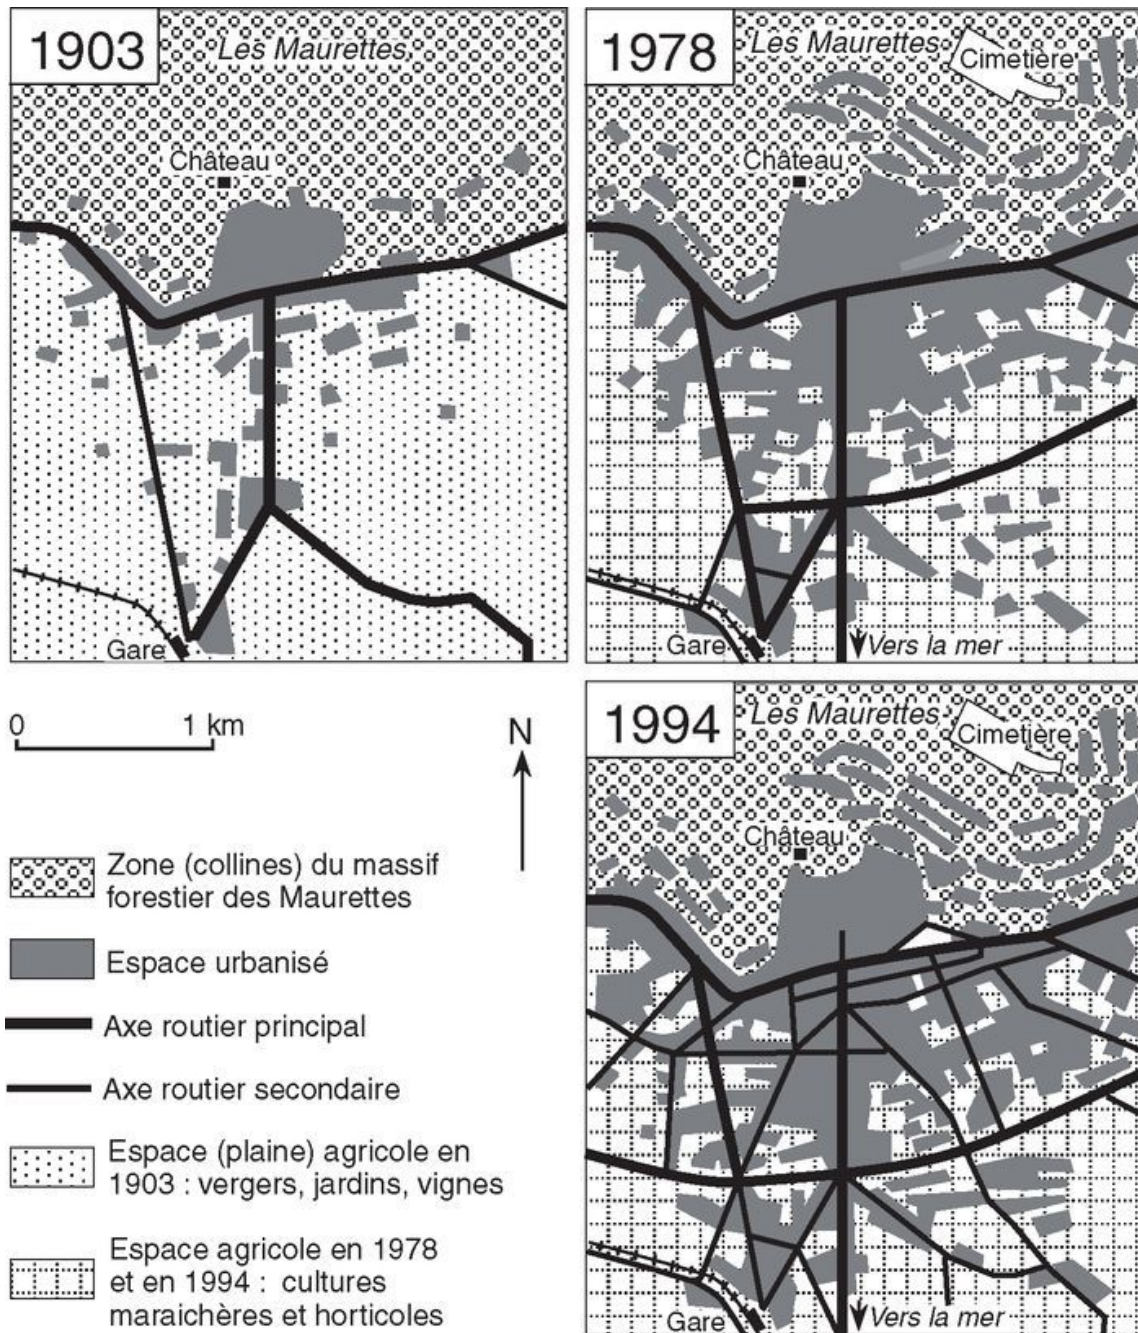 1903
Les Maurettes
Château
Gare
1978
Les Maurettes
Cimetière
Château
Gare
Vers la mer
0 1 km
N
Zone (collines) du massif
forestier des Maurettes
Espace urbanisé
Axe routier principal
Axe routier secondaire
Espace (plaine) agricole en
1903 : vergers, jardins, vignes
Espace agricole en 1978
et en 1994 : cultures
maraichères et horticoles
1994
Les Maurettes
Cimetière
Château
Gare
Vers la mer